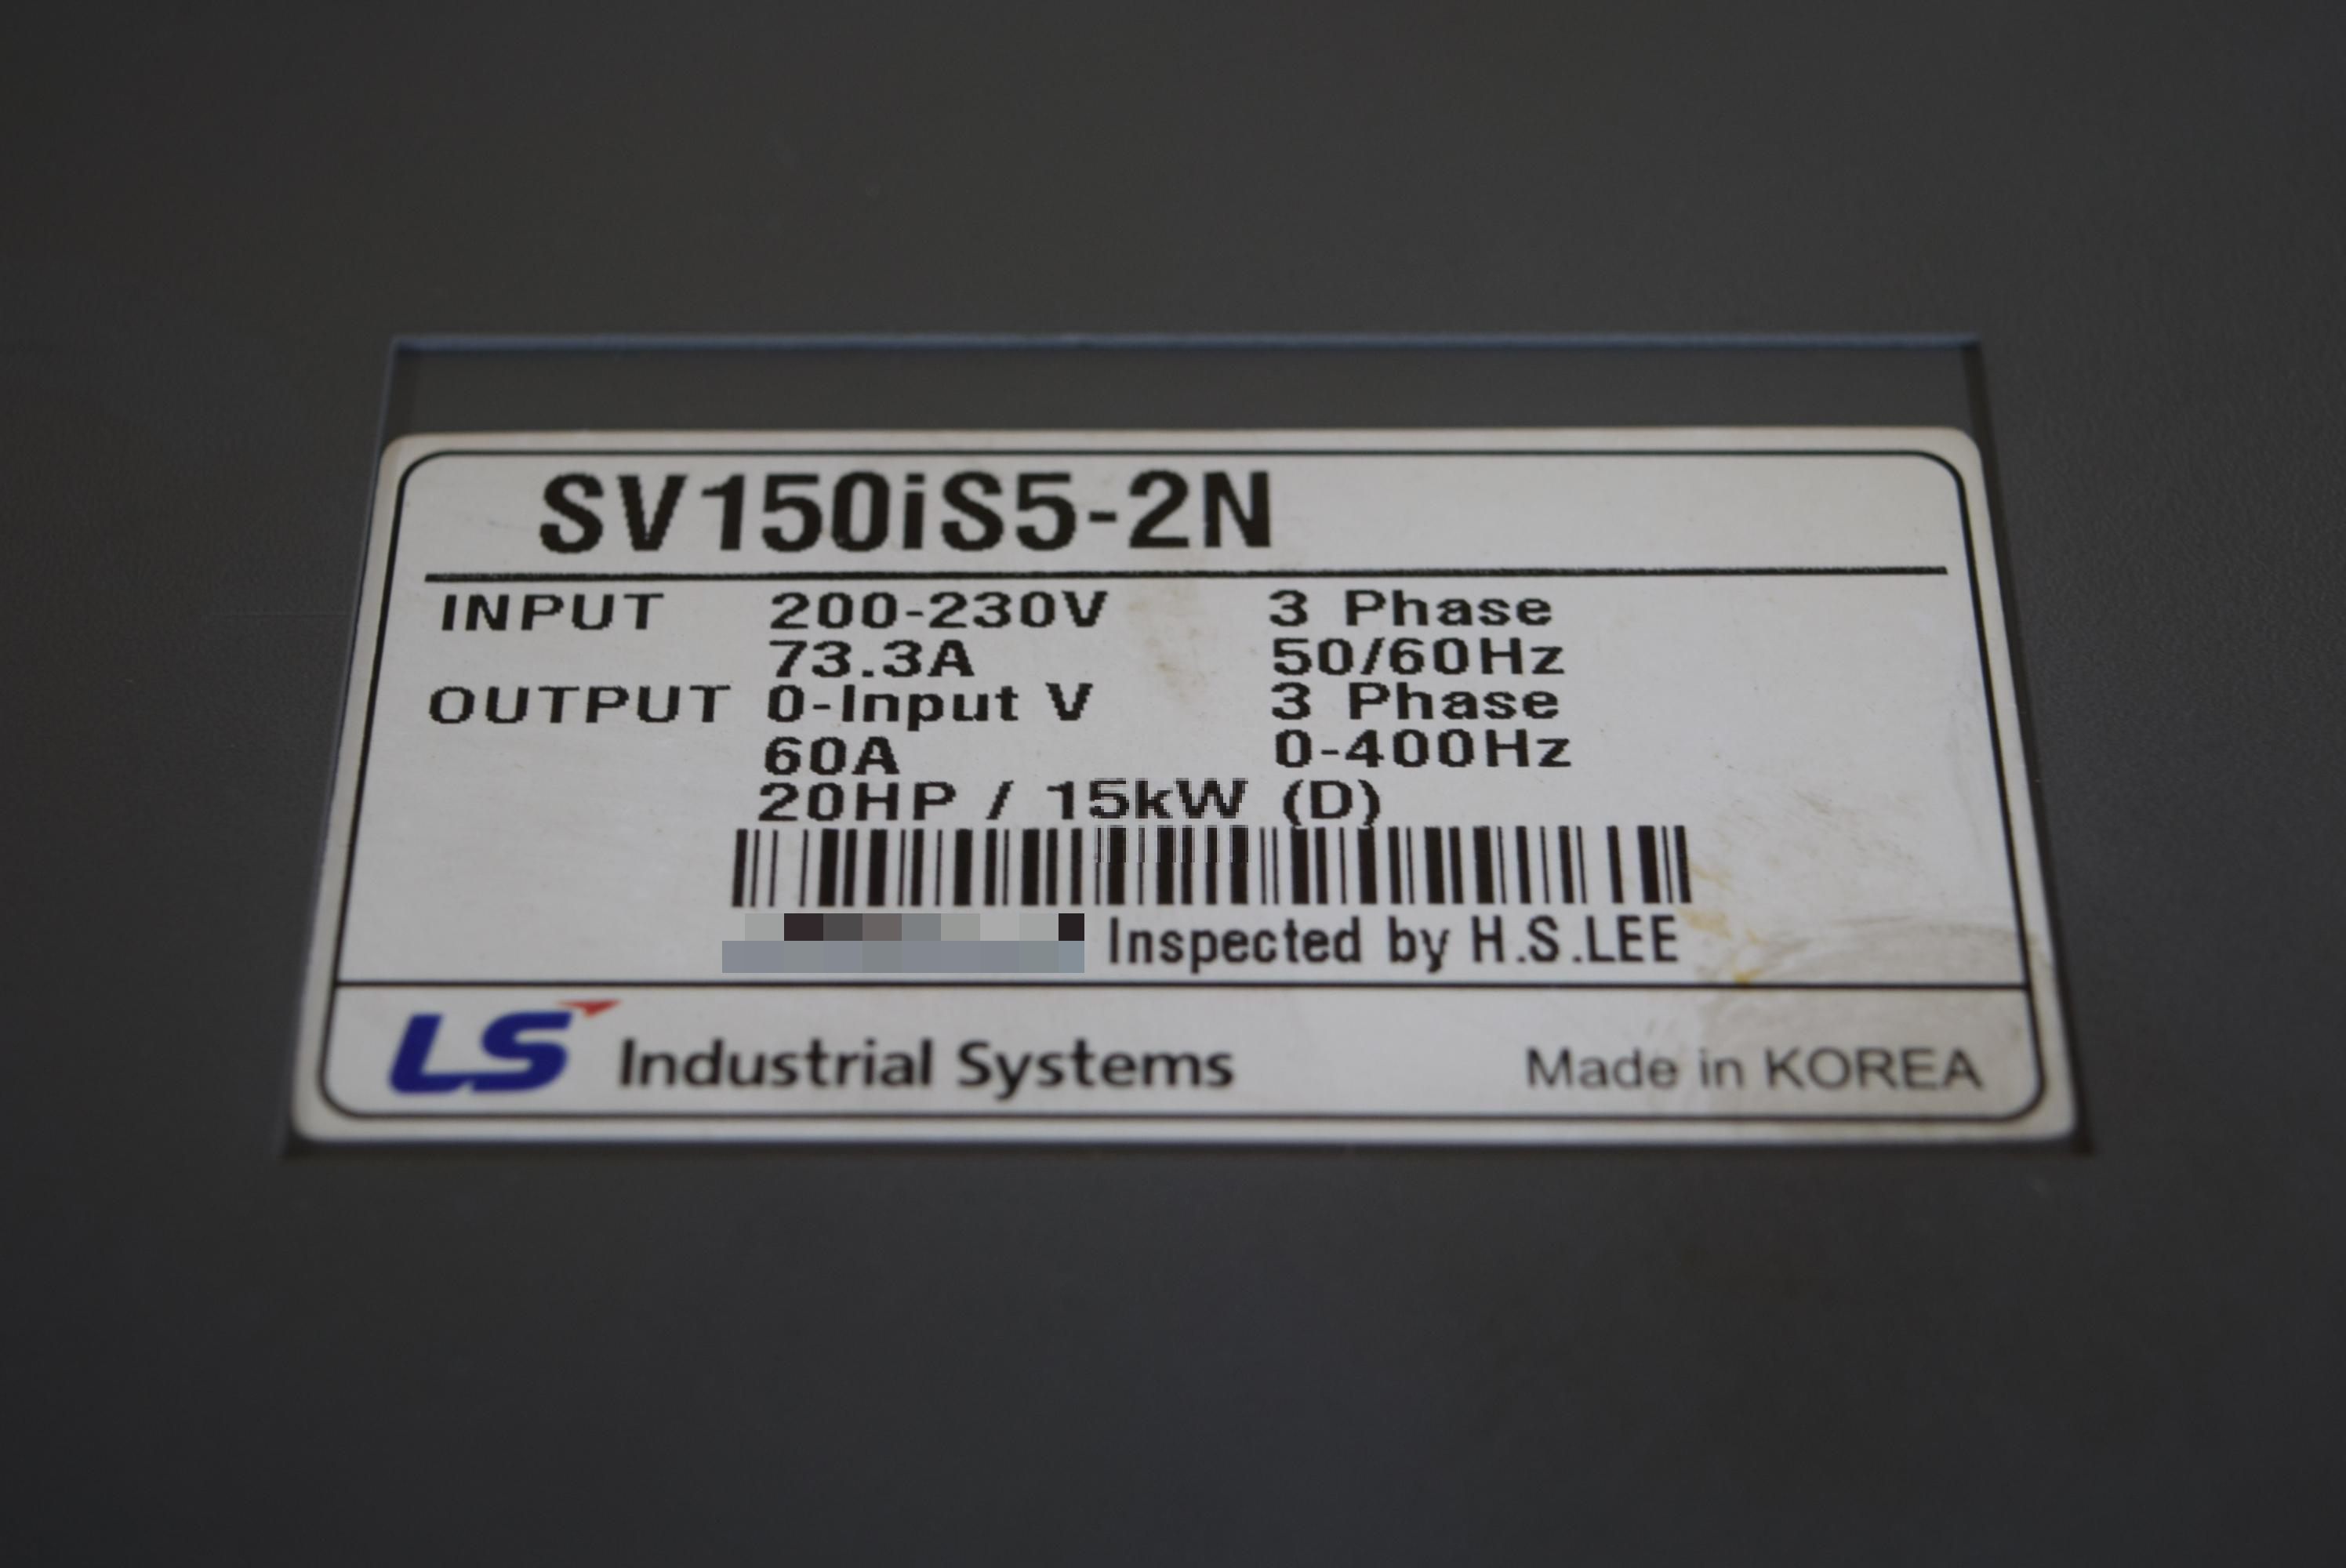 SV150iS5-2N
INPUT 200-230V 3 Phase
73.3A 50/60Hz
OUTPUT 0-Input V 3 Phase
60A 0-400Hz
20HP / 15kW (D)
Inspected by H.S.LEE
LS Industrial Systems Made in KOREA